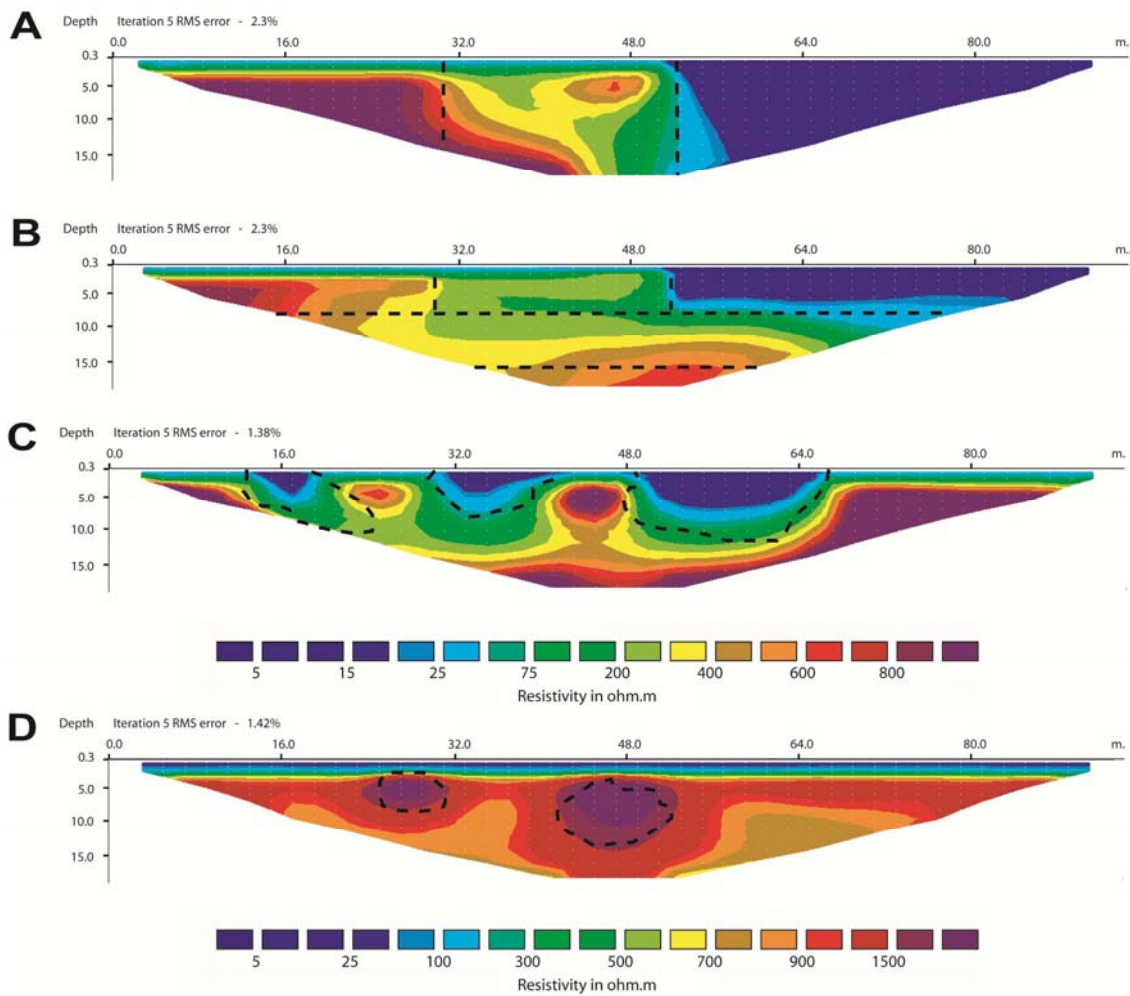 A
Depth Iteration 5 RMS error - 2.3%
0.0 16.0 32.0 48.0 64.0 80.0 m.
0.3
5.0
10.0
15.0
B
Depth Iteration 5 RMS error - 2.3%
0.0 16.0 32.0 48.0 64.0 80.0 m.
0.3
5.0
10.0
15.0
C
Depth Iteration 5 RMS error - 1.38%
0.0 16.0 32.0 48.0 64.0 80.0 m.
0.3
5.0
10.0
15.0
5 15 25 75 200 400 600 800
Resistivity in ohm.m
D
Depth Iteration 5 RMS error - 1.42%
0.0 16.0 32.0 48.0 64.0 80.0 m.
0.3
5.0
10.0
15.0
5 25 100 300 500 700 900 1500
Resistivity in ohm.m